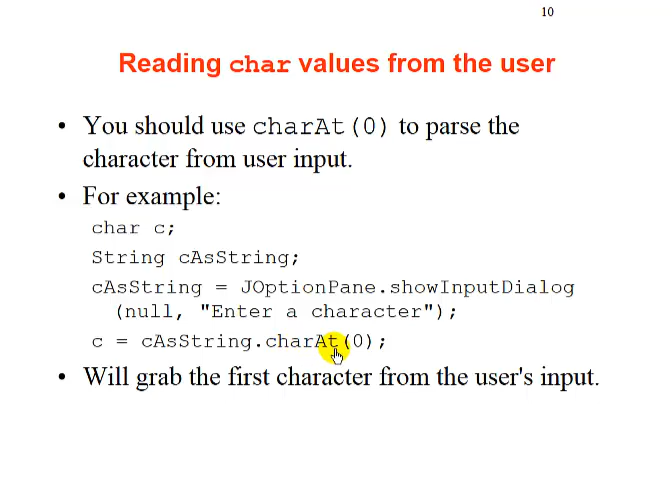 10
Reading char values from the user
• You should use charAt(0) to parse the
character from user input.
• For example:
char c;
String cAsString;
cAsString = JOptionPane.showInputDialog
(null, "Enter a character");
c = cAsString.charAt(0);
• Will grab the first character from the user's input.